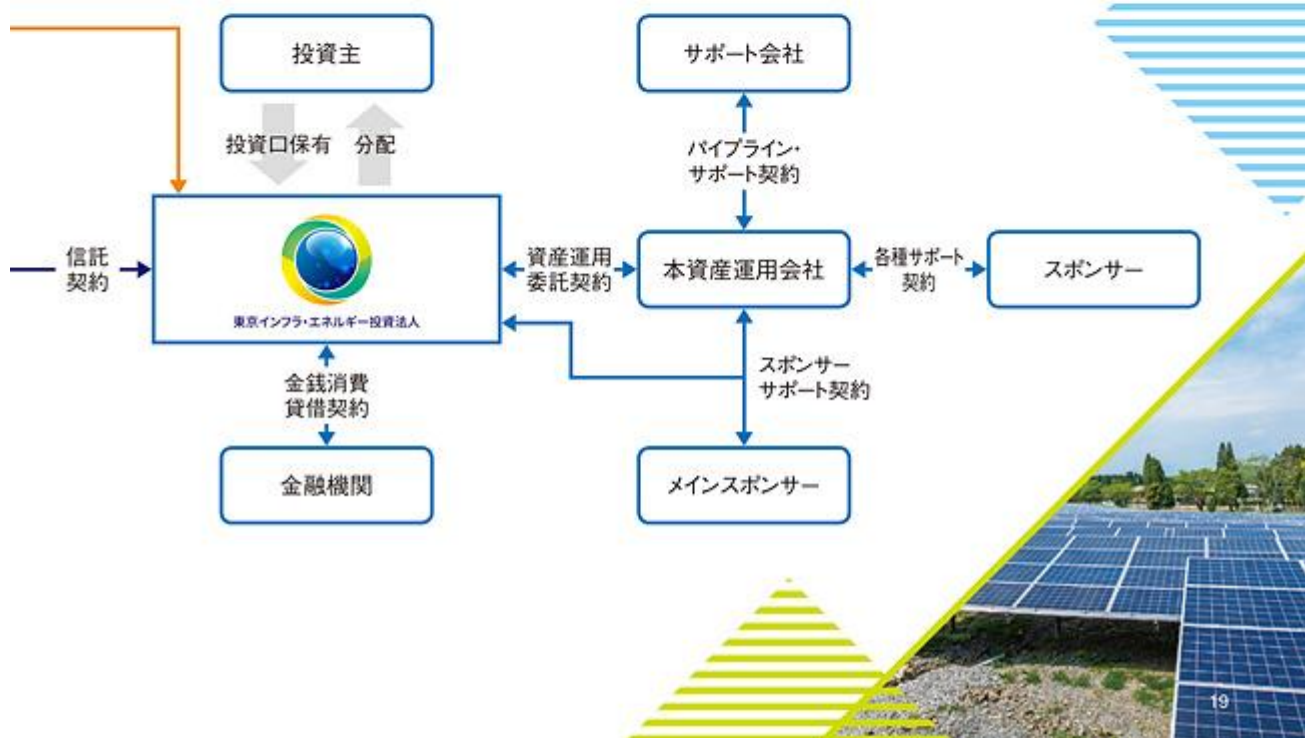 投資主
サポート会社
投資口保有
分配
パイプライン・
サポート契約
信託
契約
東京インフラ・エネルギー投資法人
資産運用
委託契約
本資産運用会社
各種サポート
契約
スポンサー
金銭消費
貸借契約
スポンサー
サポート契約
金融機関
メインスポンサー
19